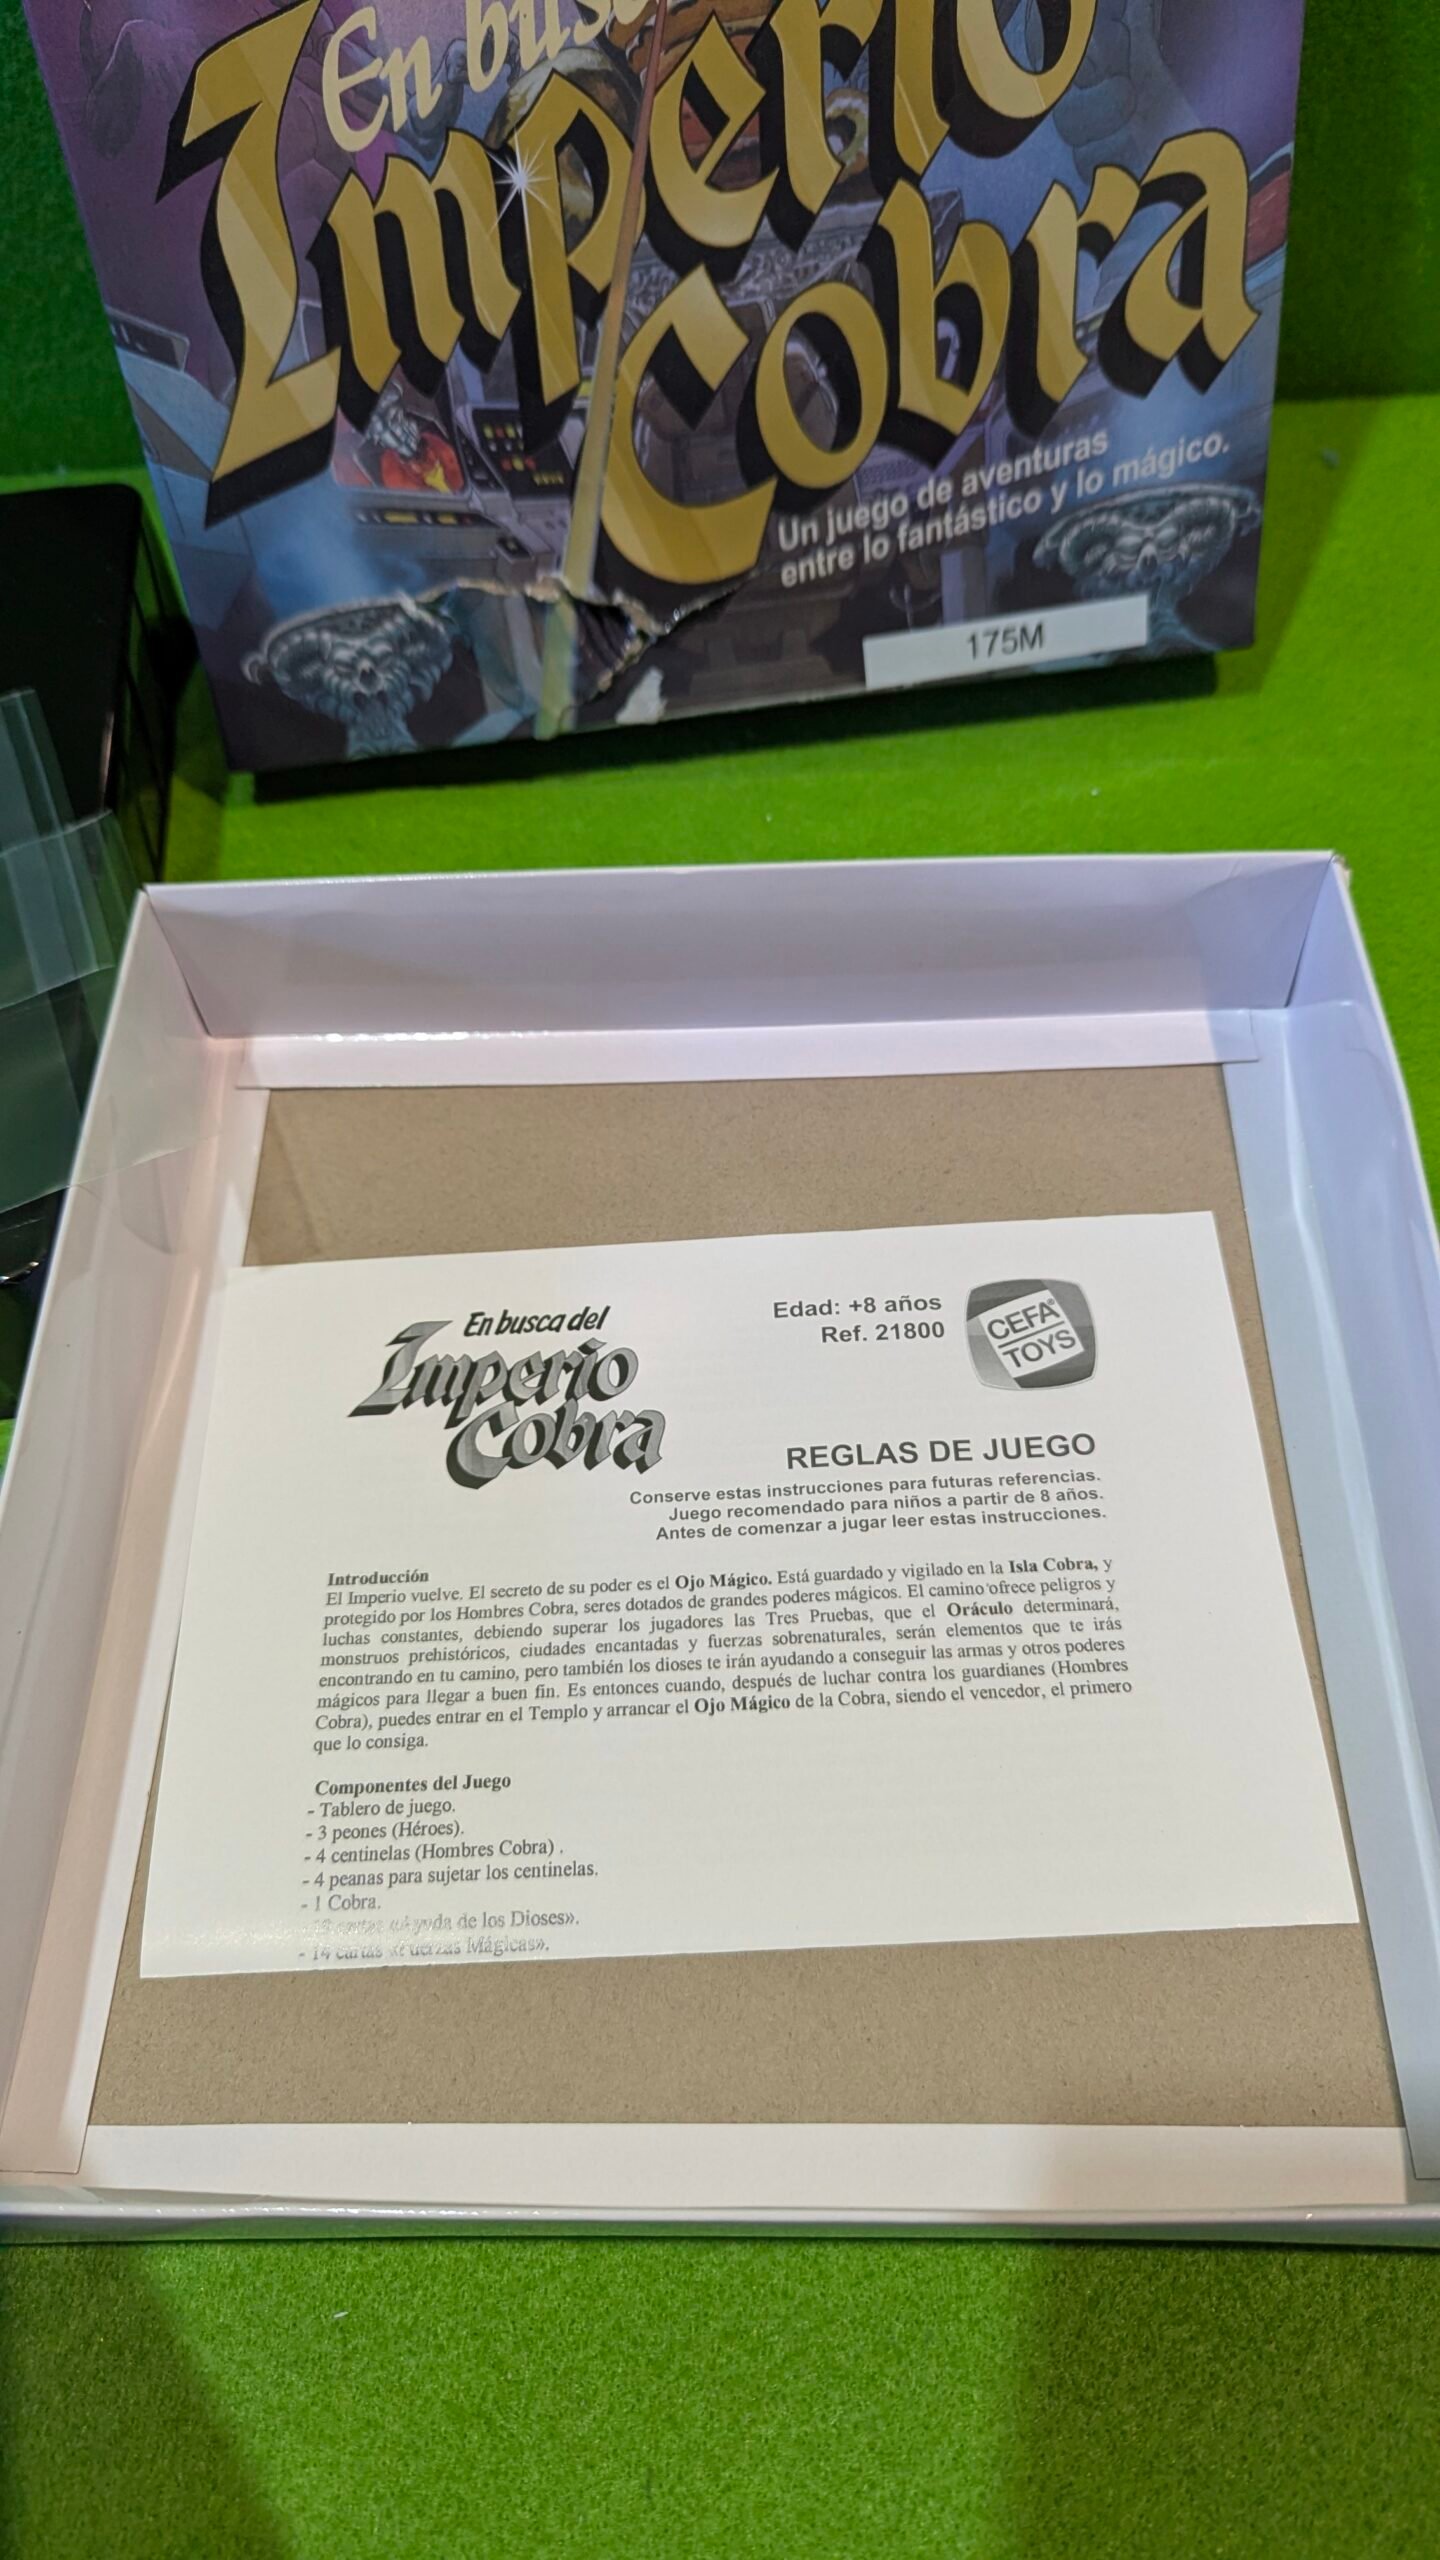 En busca
Imperio
Cobra
Un juego de aventuras
entre lo fantástico y lo mágico.
175M
En busca del
Imperio
Cobra
Edad: +8 años
Ref. 21800
CEFA®
TOYS
REGLAS DE JUEGO
Conserve estas instrucciones para futuras referencias.
Juego recomendado para niños a partir de 8 años.
Antes de comenzar a jugar leer estas instrucciones.
Introducción
El Imperio vuelve. El secreto de su poder es el Ojo Mágico. Está guardado y vigilado en la Isla Cobra, y
protegido por los Hombres Cobra, seres dotados de grandes poderes mágicos. El camino ofrece peligros y
luchas constantes, debiendo superar los jugadores las Tres Pruebas, que el Oráculo determinará,
monstruos prehistóricos, ciudades encantadas y fuerzas sobrenaturales, serán elementos que te irás
encontrando en tu camino, pero también los dioses te irán ayudando a conseguir las armas y otros poderes
mágicos para llegar a buen fin. Es entonces cuando, después de luchar contra los guardianes (Hombres
Cobra), puedes entrar en el Templo y arrancar el Ojo Mágico de la Cobra, siendo el vencedor, el primero
que lo consiga.
Componentes del Juego
- Tablero de juego.
- 3 peones (Héroes).
- 4 centinelas (Hombres Cobra) .
- 4 peanas para sujetar los centinelas.
- 1 Cobra.
cartas «Ayuda de los Dioses».
- 14 cartas «Fuerzas Mágicas».